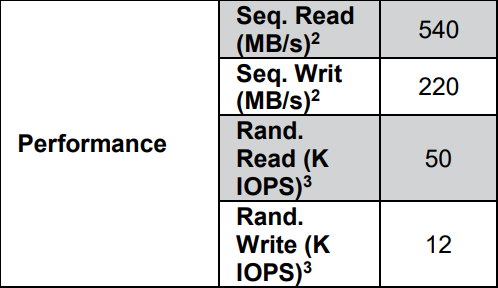 Performance
Seq. Read
(MB/s)2
540
Seq. Writ
(MB/s)2
220
Rand.
Read (K
IOPS)3
50
Rand.
Write (K
IOPS)3
12